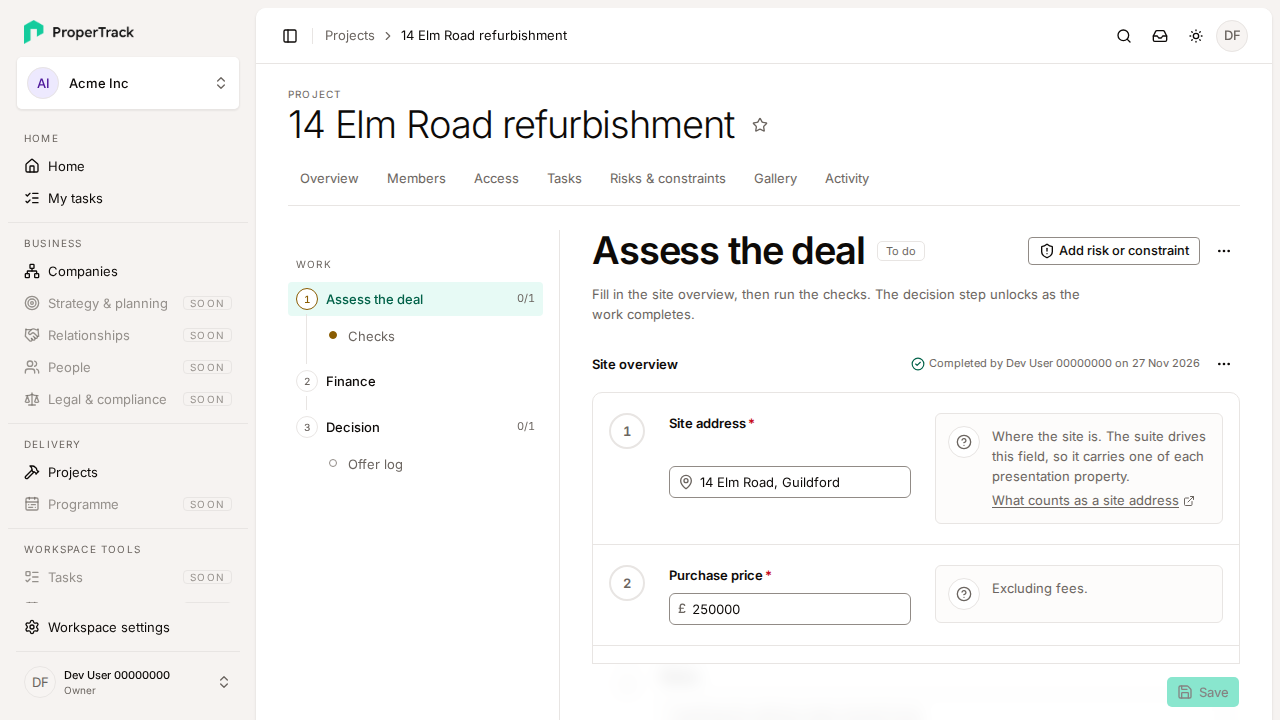 ProperTrack
AI
Acme Inc
HOME
Home
My tasks
BUSINESS
Companies
Strategy & planning SOON
Relationships SOON
People SOON
Legal & compliance SOON
DELIVERY
Projects
Programme SOON
WORKSPACE TOOLS
Tasks SOON
Workspace settings
DF
Dev User 00000000
Owner
Projects
14 Elm Road refurbishment
DF
PROJECT
14 Elm Road refurbishment
Overview
Members
Access
Tasks
Risks & constraints
Gallery
Activity
WORK
1 Assess the deal 0/1
Checks
2 Finance
3 Decision 0/1
Offer log
Assess the deal
To do
Add risk or constraint
Fill in the site overview, then run the checks. The decision step unlocks as the
work completes.
Site overview
Completed by Dev User 00000000 on 27 Nov 2026
1
Site address *
14 Elm Road, Guildford
Where the site is. The suite drives
this field, so it carries one of each
presentation property.
What counts as a site address
2
Purchase price *
£ 250000
Excluding fees.
Save